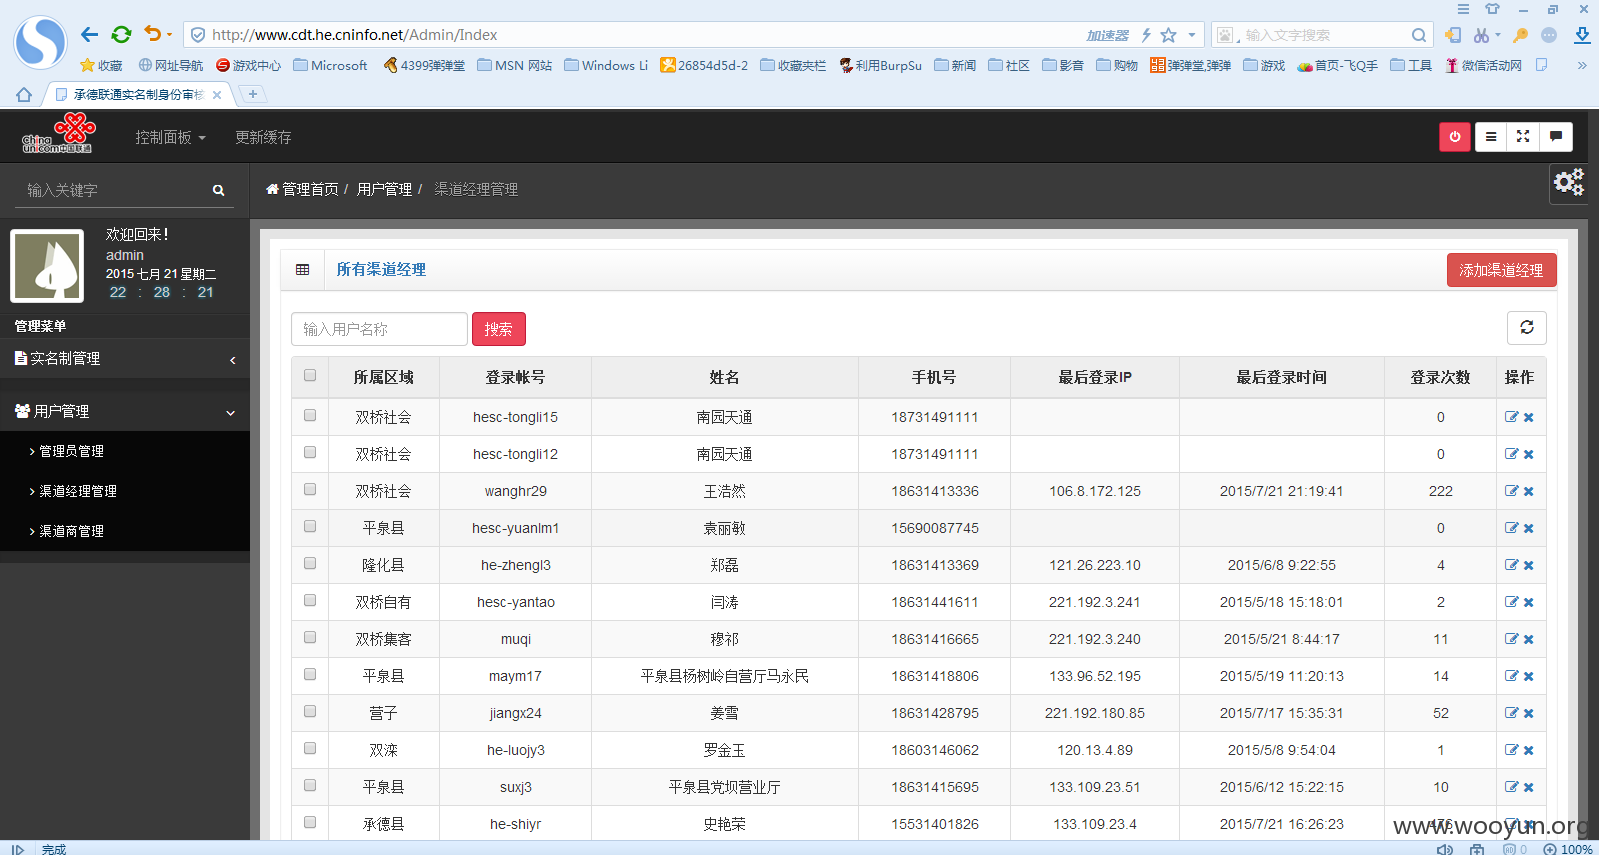 http://www.cdt.he.cninfo.net/Admin/Index 加速器 输入文字搜索
收藏 网址导航 游戏中心 Microsoft 4399弹弹堂 MSN 网站 Windows Li 26854d5d-2 收藏夹栏 利用BurpSu 新闻 社区 影音 购物 弹弹堂,弹弹 游戏 首页-飞Q手 工具 微信活动网 »
承德联通实名制身份审核
China unicom中国联通 控制面板 更新缓存
输入关键字 管理首页 / 用户管理 / 渠道经理管理
欢迎回来!
admin
2015 七月 21 星期二
22 : 28 : 21
管理菜单
实名制管理
用户管理
管理员管理
渠道经理管理
渠道商管理
所有渠道经理 添加渠道经理
输入用户名称 搜索
所属区域 登录帐号 姓名 手机号 最后登录IP 最后登录时间 登录次数 操作
双桥社会 hesc-tongli15 南园天通 18731491111 0
双桥社会 hesc-tongli12 南园天通 18731491111 0
双桥社会 wanghr29 王浩然 18631413336 106.8.172.125 2015/7/21 21:19:41 222
平泉县 hesc-yuanlm1 袁丽敏 15690087745 0
隆化县 he-zhengl3 郑磊 18631413369 121.26.223.10 2015/6/8 9:22:55 4
双桥自有 hesc-yantao 闫涛 18631441611 221.192.3.241 2015/5/18 15:18:01 2
双桥集客 muqi 穆祁 18631416665 221.192.3.240 2015/5/21 8:44:17 11
平泉县 maym17 平泉县杨树岭自营厅马永民 18631418806 133.96.52.195 2015/5/19 11:20:13 14
营子 jiangx24 姜雪 18631428795 221.192.180.85 2015/7/17 15:35:31 52
双滦 he-luojy3 罗金玉 18603146062 120.13.4.89 2015/5/8 9:54:04 1
平泉县 suxj3 平泉县党坝营业厅 18631415695 133.109.23.51 2015/6/12 15:22:15 10
承德县 he-shiyr 史艳荣 15531401826 133.109.23.4 2015/7/21 16:26:23
www.wooyun.org
完成 0 100%